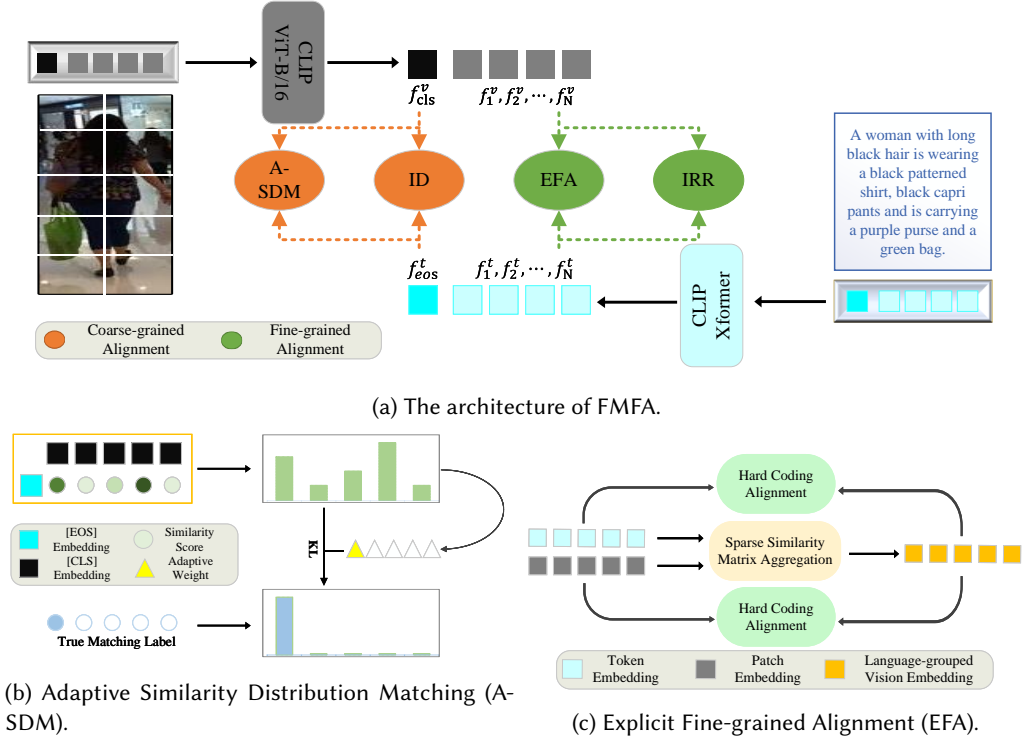 CLIP
ViT-B/16
f^v_cls
f^v_1, f^v_2, ⋯, f^v_N
A-
SDM
ID
EFA
IRR
A woman with long
black hair is wearing
a black patterned
shirt, black capri
pants and is carrying
a purple purse and a
green bag.
f^t_eos
f^t_1, f^t_2, ⋯, f^t_N
CLIP
Xformer
Coarse-grained
Alignment
Fine-grained
Alignment
(a) The architecture of FMFA.
[EOS]
Embedding
Similarity
Score
[CLS]
Embedding
Adaptive
Weight
KL
True Matching Label
(b) Adaptive Similarity Distribution Matching (A-
SDM).
Hard Coding
Alignment
Sparse Similarity
Matrix Aggregation
Hard Coding
Alignment
Token
Embedding
Patch
Embedding
Language-grouped
Vision Embedding
(c) Explicit Fine-grained Alignment (EFA).